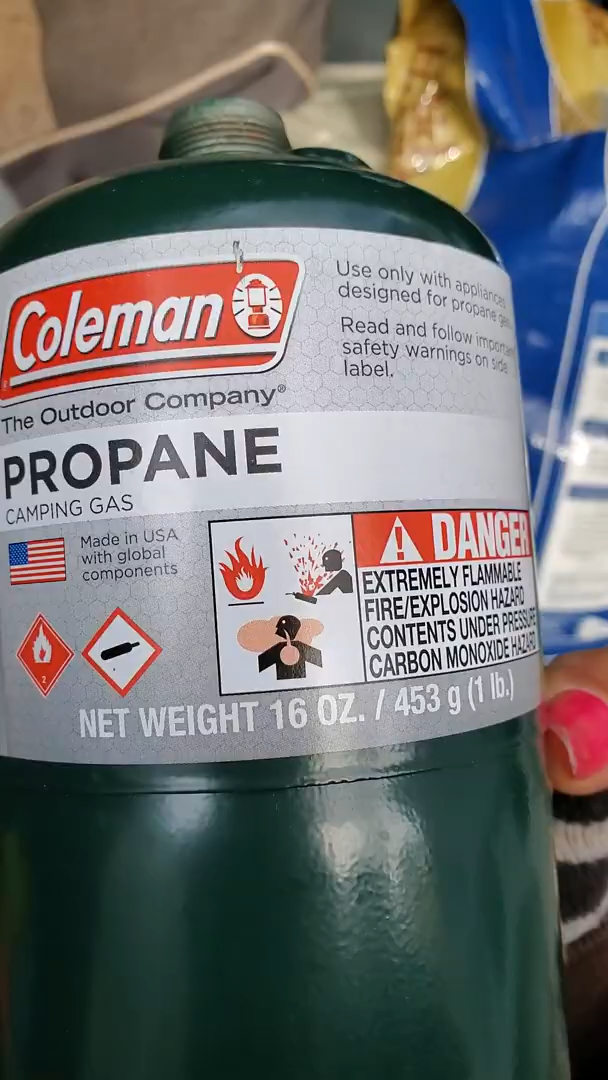 Coleman
The Outdoor Company®
Use only with appliances
designed for propane
Read and follow important
safety warnings on side
label.
PROPANE
CAMPING GAS
Made in USA
with global
components
2
DANGER
EXTREMELY FLAMMABLE
FIRE/EXPLOSION HAZARD
CONTENTS UNDER PRESSURE
CARBON MONOXIDE HAZARD
NET WEIGHT 16 OZ. / 453 g (1 lb.)